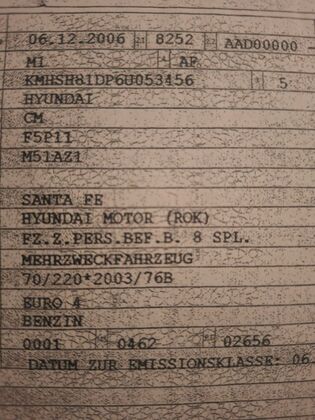 06.12.2006 8252 AAD00000 -
M1 AF
KMHSH81DP6U053456 5
HYUNDAI
CM
F5P11
M51AZ1
SANTA FE
HYUNDAI MOTOR (ROK)
FZ.Z.PERS.BEF.B. 8 SPL.
MEHRZWECKFAHRZEUG
70/220*2003/76B
EURO 4
BENZIN
0001 0462 02656
DATUM ZUR EMISSIONSKLASSE: 06.